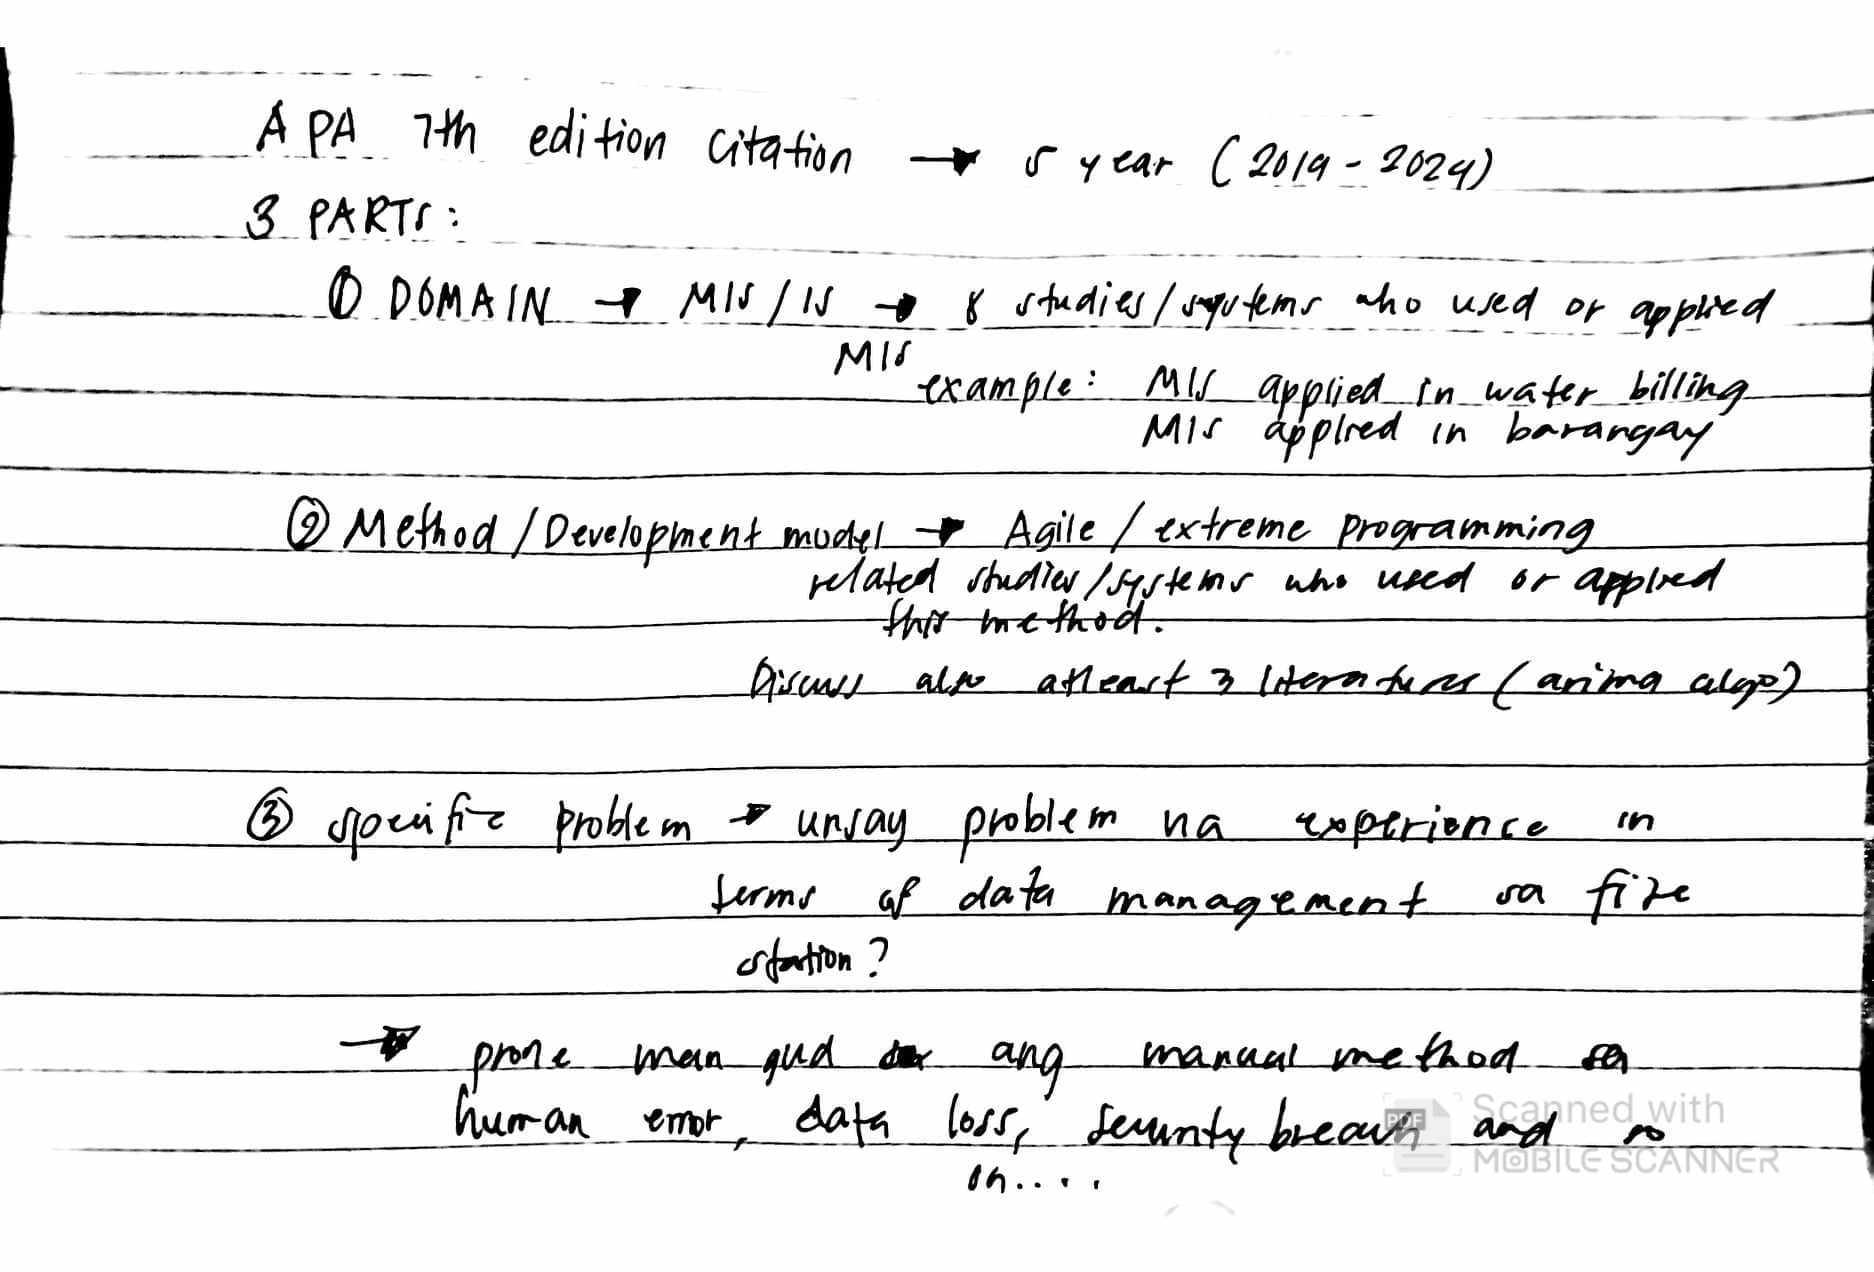 APA 7th edition citation → 5 year (2019 - 2024)
3 PARTS:
① DOMAIN → MIS / IS → 8 studies/systems who used or applied
MIS
example: MIS applied in water billing
MIS applied in barangay
② Method / Development model → Agile / extreme programming
related studies/systems who used or applied
this method.
Discuss also atleast 3 literatures (arima algo)
③ specific problem → unsay problem na experience in
terms of data management sa fire
station?
→ prone man gud ang manual method sa
human error, data loss, security breach and so
on....
PDF
Scanned with
MOBILE SCANNER